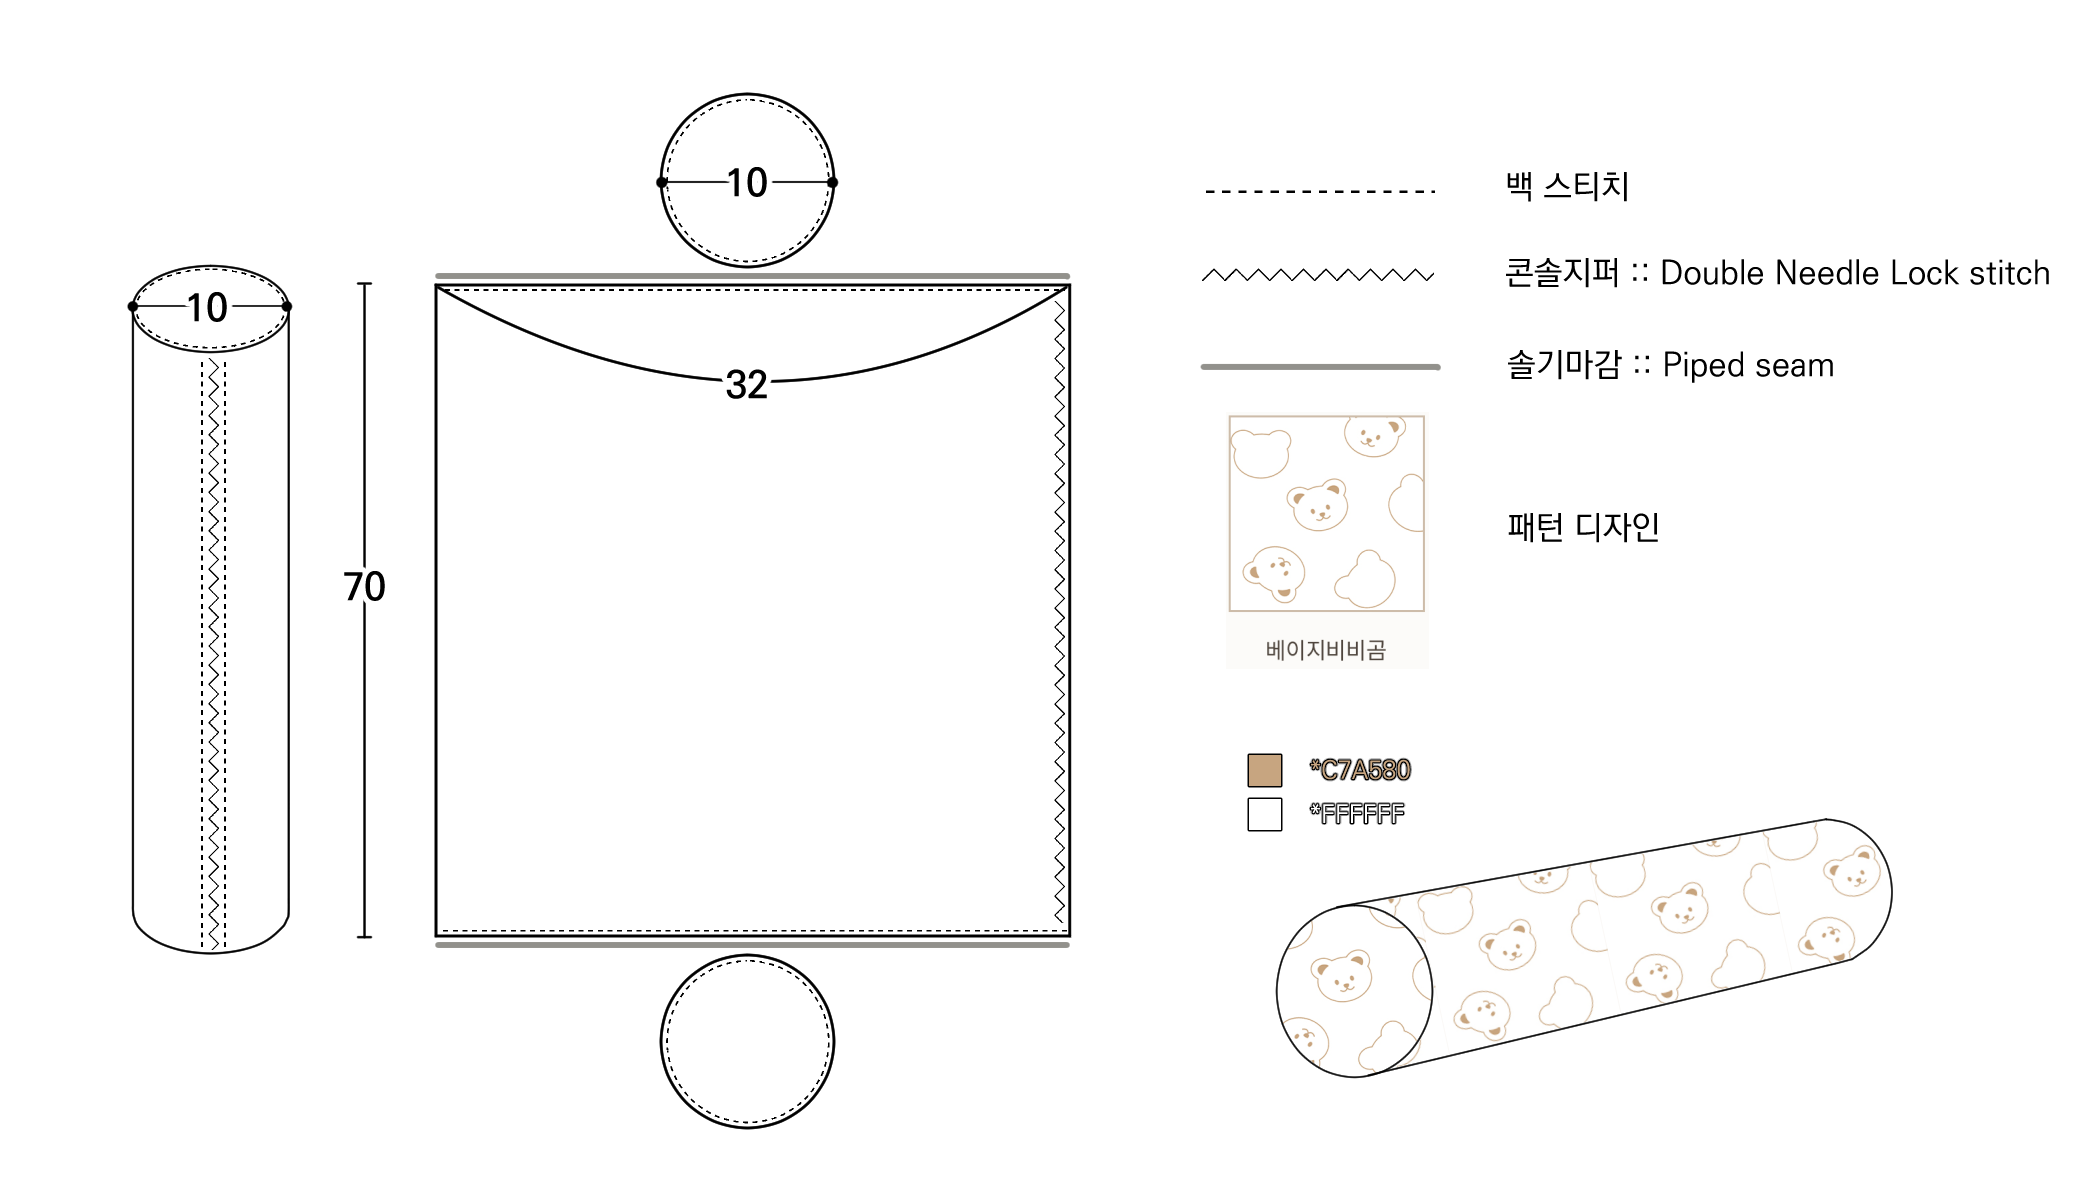 10
10
70
32
백 스티치
콘솔지퍼 :: Double Needle Lock stitch
솔기마감 :: Piped seam
패턴 디자인
베이지비비곰
*C7A580
*FFFFFF